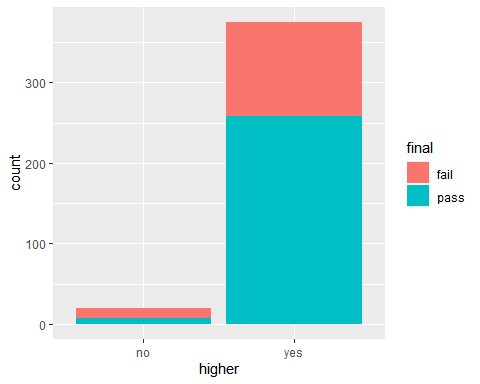 count
300
200
100
0
no yes
higher
final
fail
pass